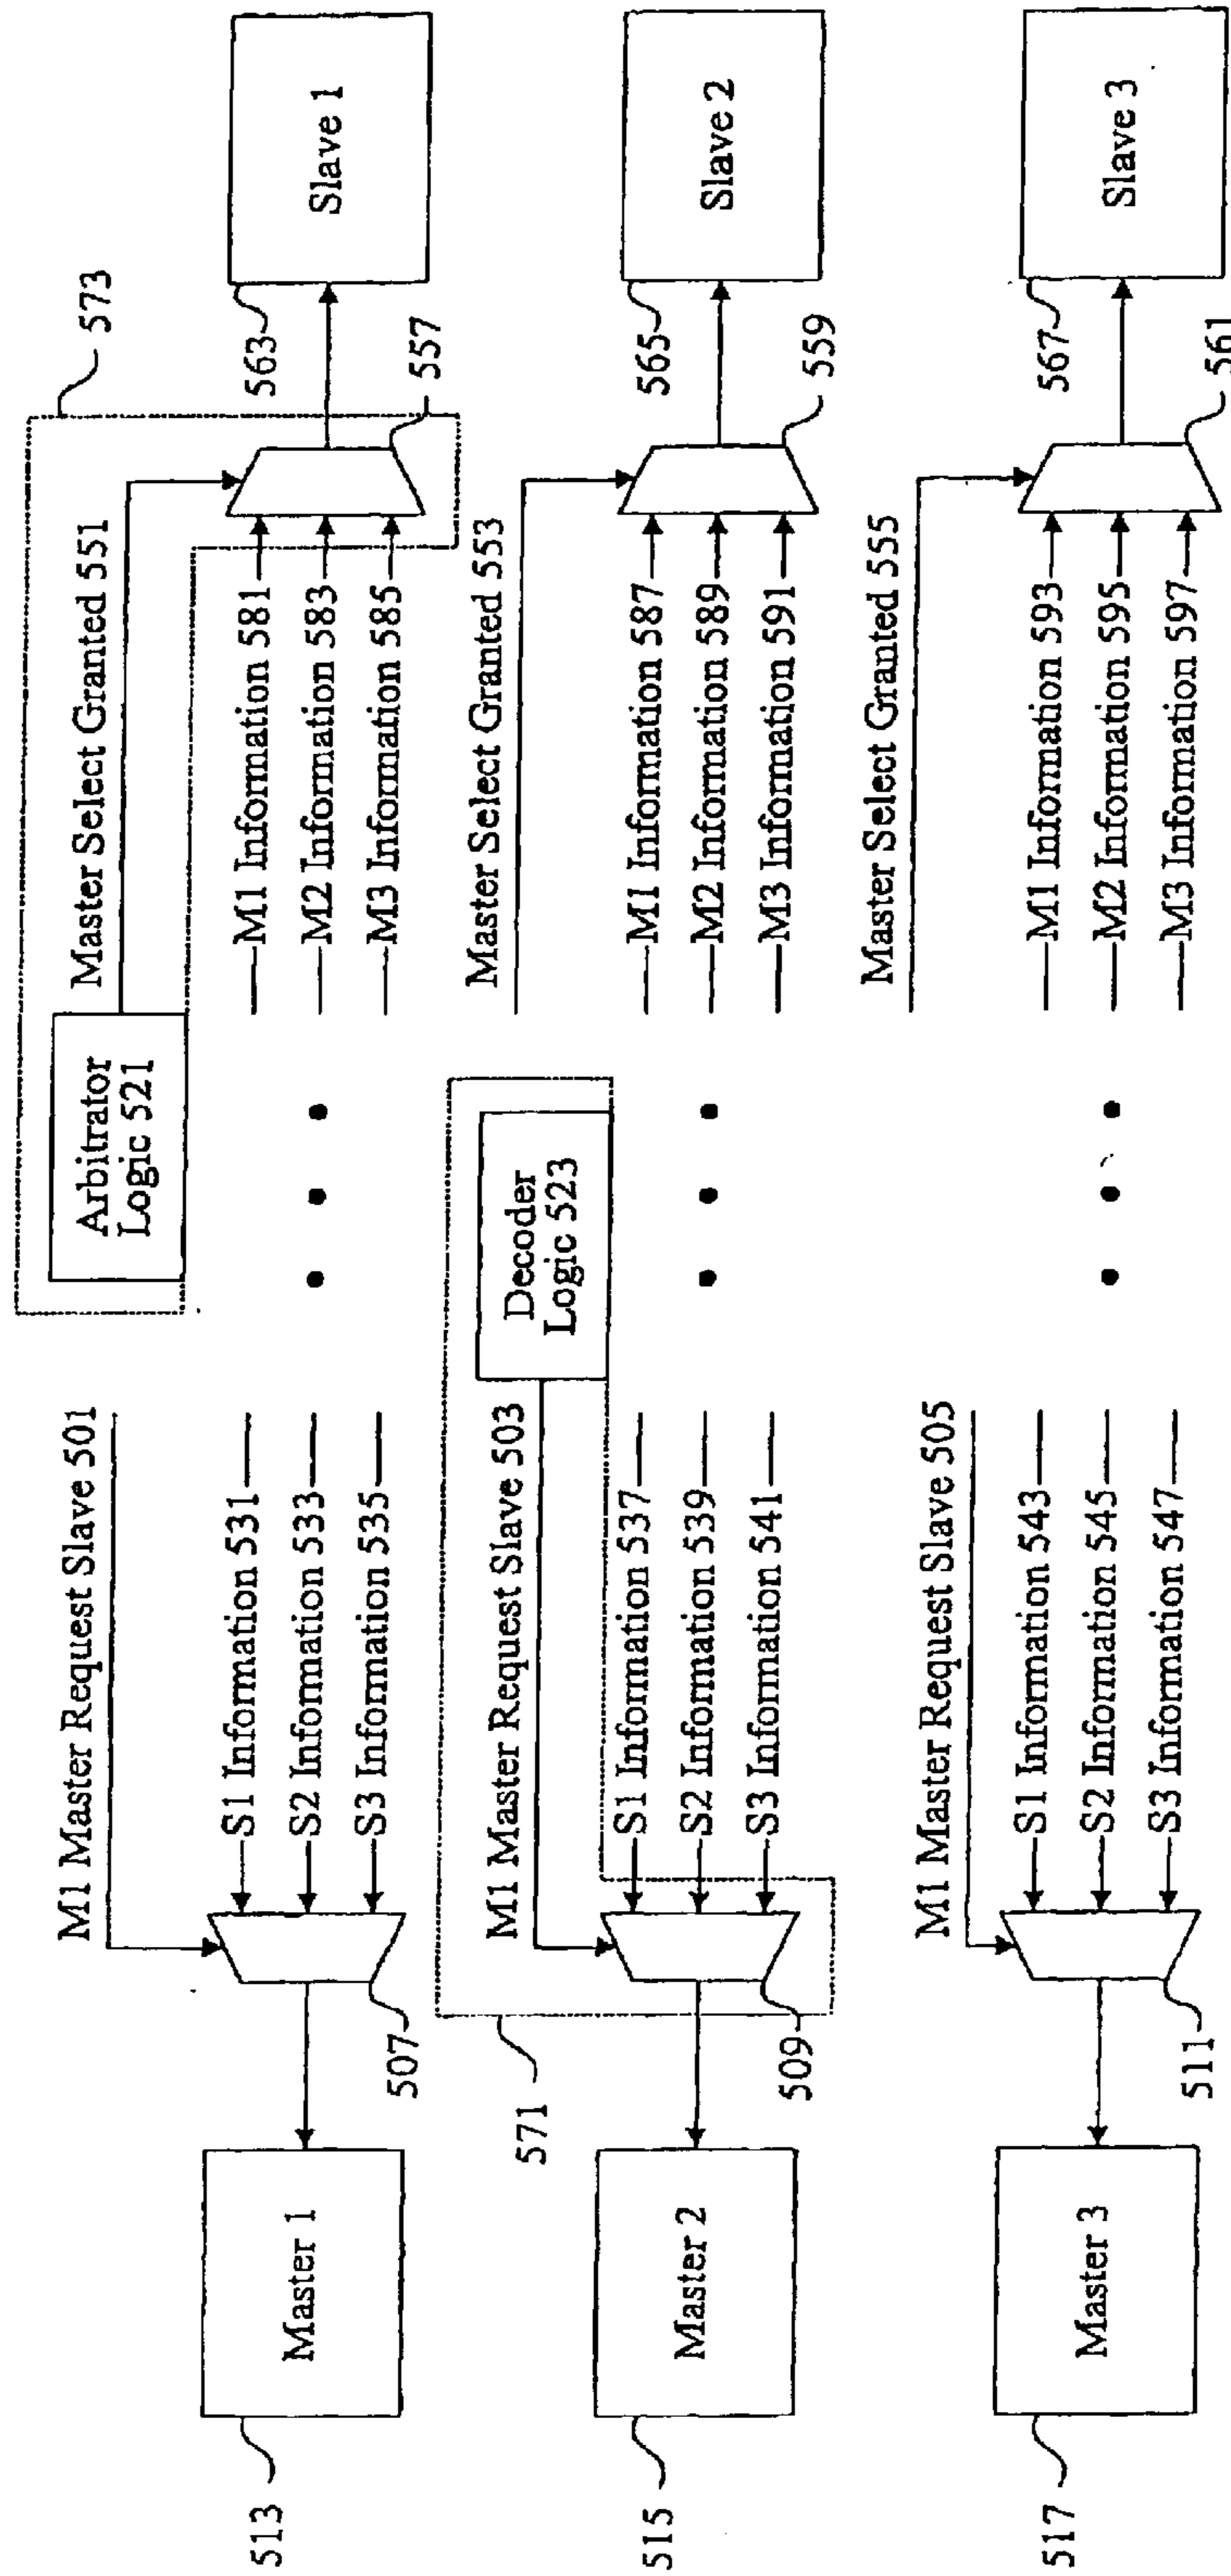 573
Arbitrator
Logic 521
Master Select Granted 551
M1 Master Request Slave 501
563
Slave 1
557
513
Master 1
507
S1 Information 531
S2 Information 533
S3 Information 535
M1 Information 581
M2 Information 583
M3 Information 585
571
Decoder
Logic 523
M1 Master Request Slave 503
Master Select Granted 553
565
Slave 2
559
515
Master 2
509
S1 Information 537
S2 Information 539
S3 Information 541
M1 Information 587
M2 Information 589
M3 Information 591
M1 Master Request Slave 505
Master Select Granted 555
567
Slave 3
561
517
Master 3
511
S1 Information 543
S2 Information 545
S3 Information 547
M1 Information 593
M2 Information 595
M3 Information 597